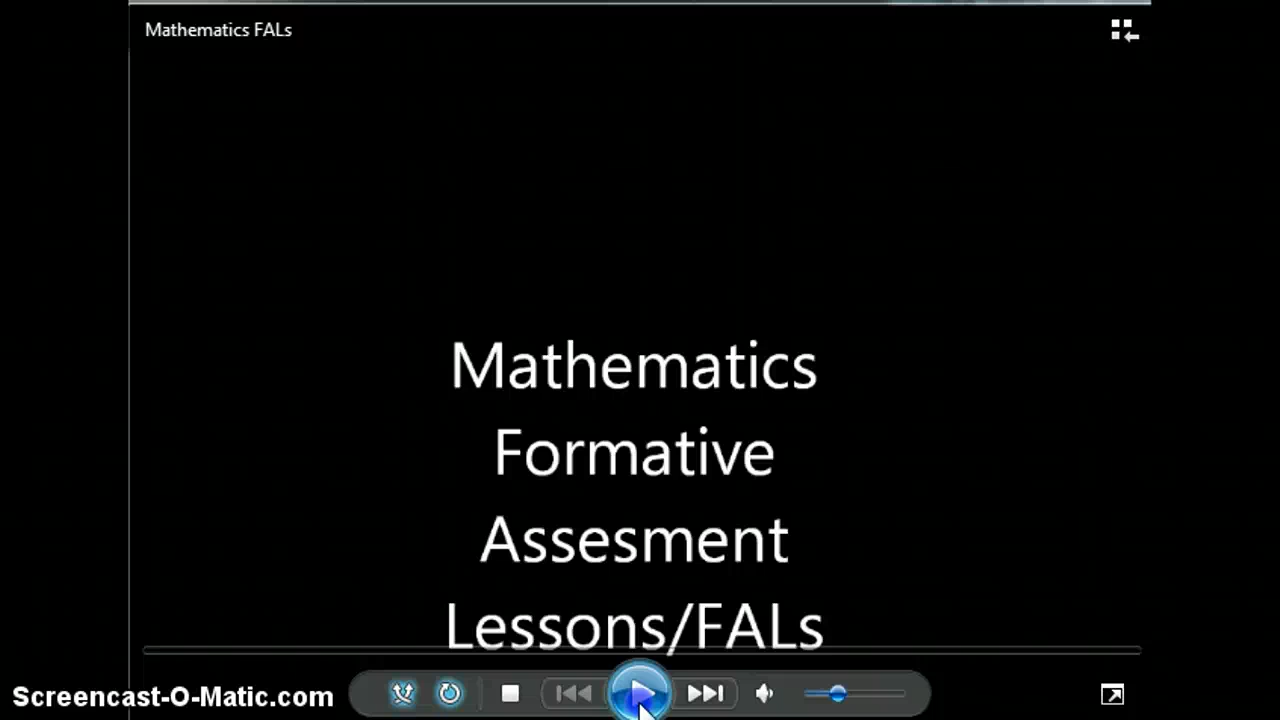 Mathematics FALs
Mathematics
Formative
Assesment
Lessons/FALs
Screencast-O-Matic.com